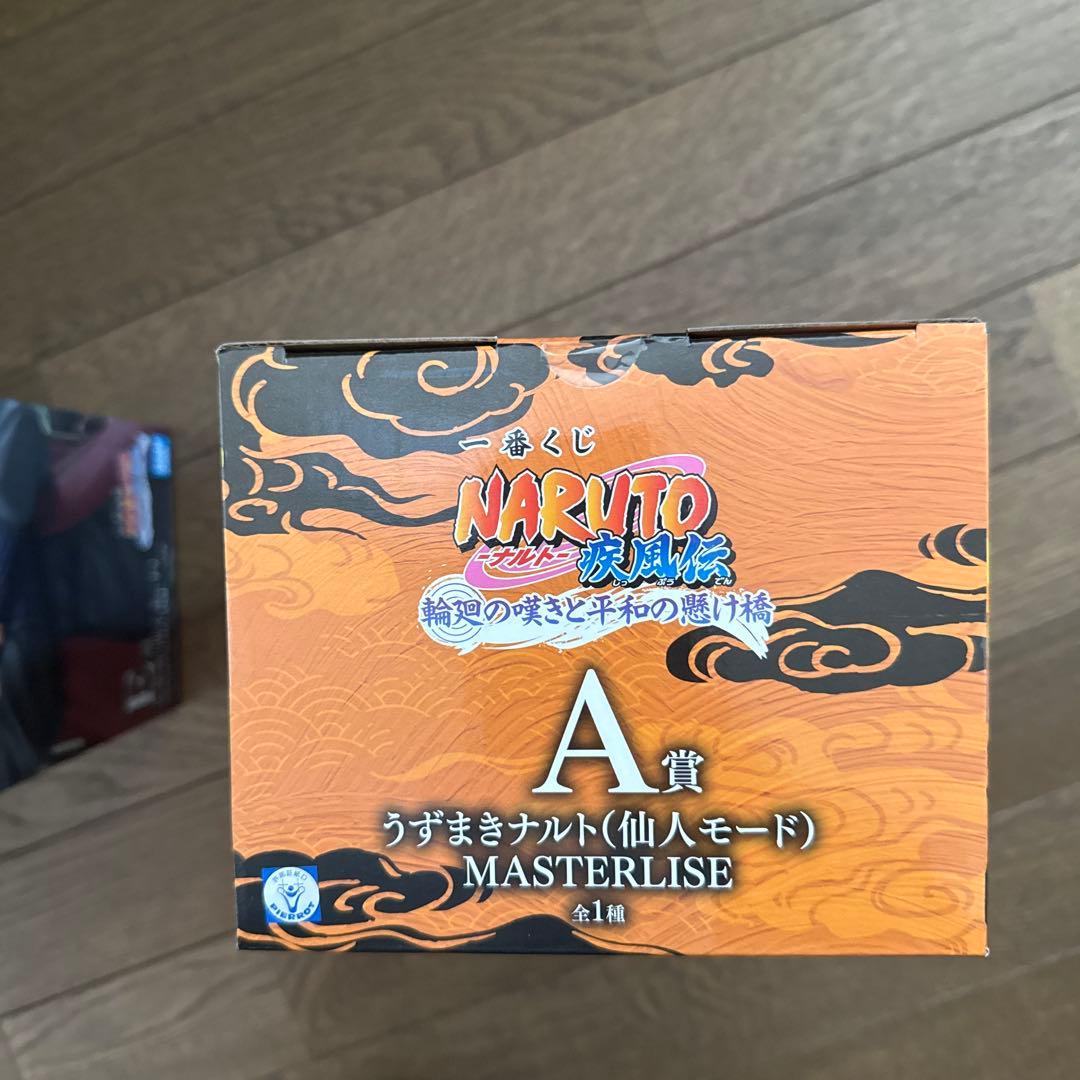 一番くじ
NARUTO
-ナルト-
疾風伝
しっ ぷう でん
輪廻の嘆きと平和の懸け橋
A賞
うずまきナルト(仙人モード)
MASTERLISE
全1種
PIERROT